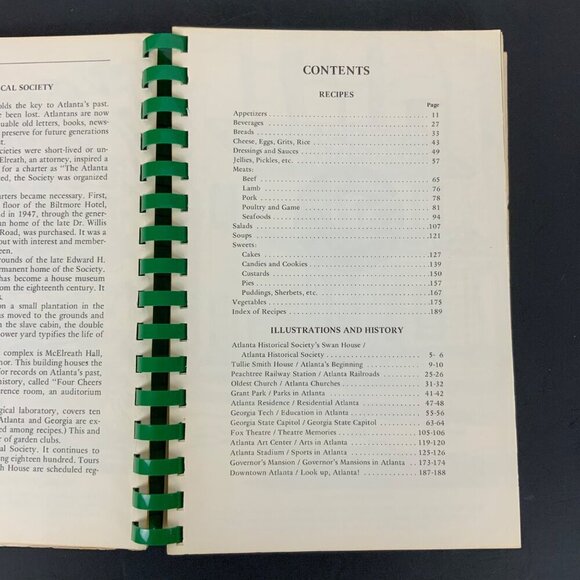 CAL SOCIETY
olds the key to Atlanta's past.
e been lost. Atlantans are now
uable old letters, books, news-
preserve for future generations
st.
cieties were short-lived or un-
Elreath, an attorney, inspired a
for a charter as "The Atlanta
ed, the Society was organized
rters became necessary. First,
floor of the Biltmore Hotel,
d in 1947, through the gener-
an home of the late Dr. Willis
Road, was purchased. It was a
out with interest and member-
een.
rounds of the late Edward H.
rmanent home of the Society.
has become a house museum
rom the eighteenth century. It
s.
on a small plantation in the
as moved to the grounds and
n the slave cabin, the double
ower yard typifies the life of
complex is McElreath Hall,
nor. This building houses the
for records on Atlanta's past,
history, called "Four Cheers
erence room, an auditorium
gical laboratory, covers ten
Atlanta and Georgia are ex-
ed among recipes.) This and
r of garden clubs.
al Society. It continues to
ing eighteen hundred. Tours
h House are scheduled reg-
CONTENTS
RECIPES
Page
Appetizers 11
Beverages 27
Breads 33
Cheese, Eggs, Grits, Rice 43
Dressings and Sauces 49
Jellies, Pickles, etc. 57
Meats:
Beef 65
Lamb 76
Pork 78
Poultry and Game 81
Seafoods 94
Salads 107
Soups 121
Sweets:
Cakes 127
Candies and Cookies 139
Custards 150
Pies 157
Puddings, Sherbets, etc. 167
Vegetables 175
Index of Recipes 189
ILLUSTRATIONS AND HISTORY
Atlanta Historical Society's Swan House /
Atlanta Historical Society 5- 6
Tullie Smith House / Atlanta's Beginning 9-10
Peachtree Railway Station / Atlanta Railroads 25-26
Oldest Church / Atlanta Churches 31-32
Grant Park / Parks in Atlanta 41-42
Atlanta Residence / Residential Atlanta 47-48
Georgia Tech / Education in Atlanta 55-56
Georgia State Capitol / Georgia State Capitol 63-64
Fox Theatre / Theatre Memories 105-106
Atlanta Art Center / Arts in Atlanta 119-120
Atlanta Stadium / Sports in Atlanta 125-126
Governor's Mansion / Governor's Mansions in Atlanta 173-174
Downtown Atlanta / Look up, Atlanta! 187-188